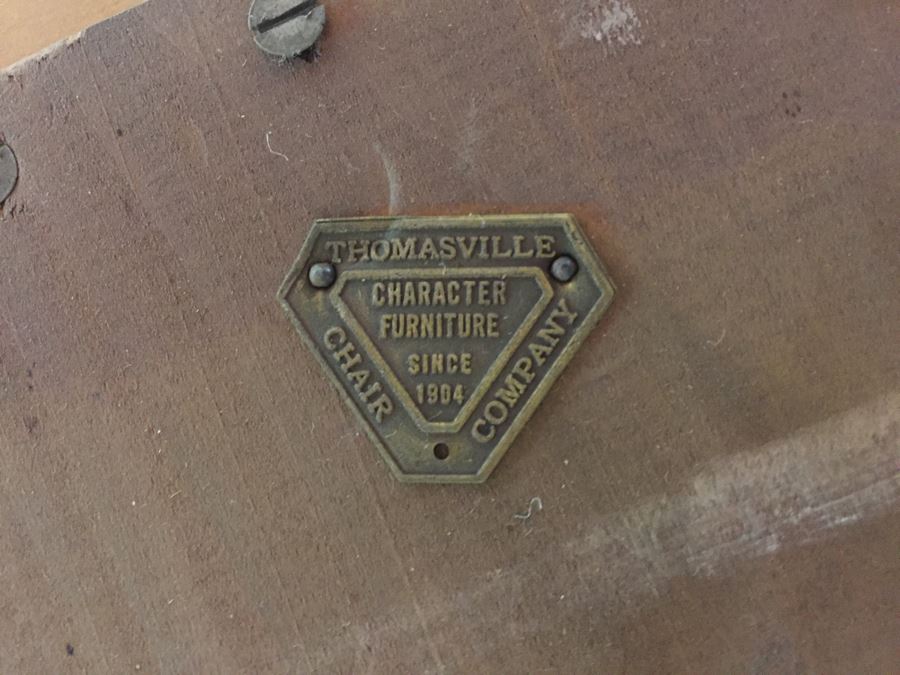 THOMASVILLE
CHARACTER
FURNITURE
SINCE
1904
CHAIR
COMPANY